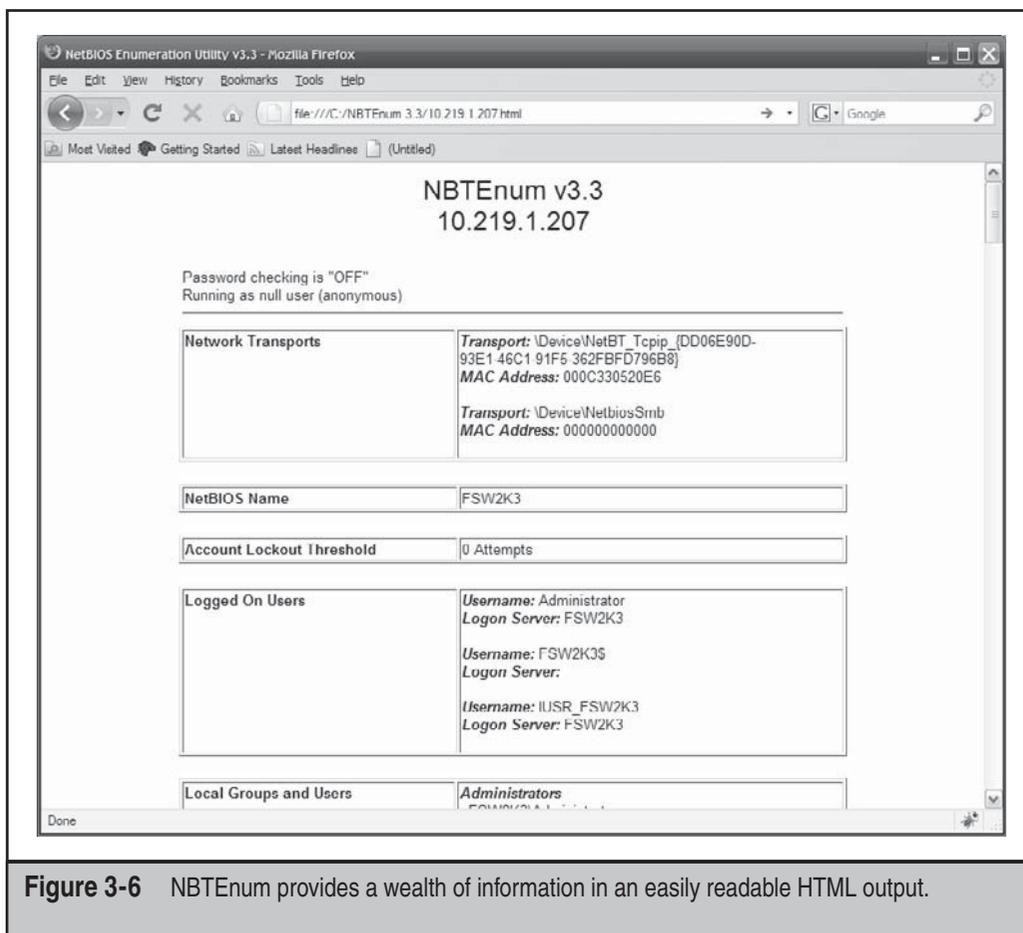 NetBIOS Enumeration Utility v3.3 - Mozilla Firefox
File Edit View History Bookmarks Tools Help
file:///C:/NBTEnum 3.3/10.219.1.207.html
Google
Most Visited Getting Started Latest Headlines (Untitled)
NBTEnum v3.3
10.219.1.207
Password checking is "OFF"
Running as null user (anonymous)
Network Transports
Transport: \Device\NetBT_Tcpip_{DD06E90D-
93E1-46C1-91F5-362FBFD796B8}
MAC Address: 000C330520E6
Transport: \Device\NetbiosSmb
MAC Address: 000000000000
NetBIOS Name
FSW2K3
Account Lockout Threshold
0 Attempts
Logged On Users
Username: Administrator
Logon Server: FSW2K3
Username: FSW2K3$
Logon Server:
Username: IUSR_FSW2K3
Logon Server: FSW2K3
Local Groups and Users
Administrators
Done
Figure 3-6 NBTEnum provides a wealth of information in an easily readable HTML output.